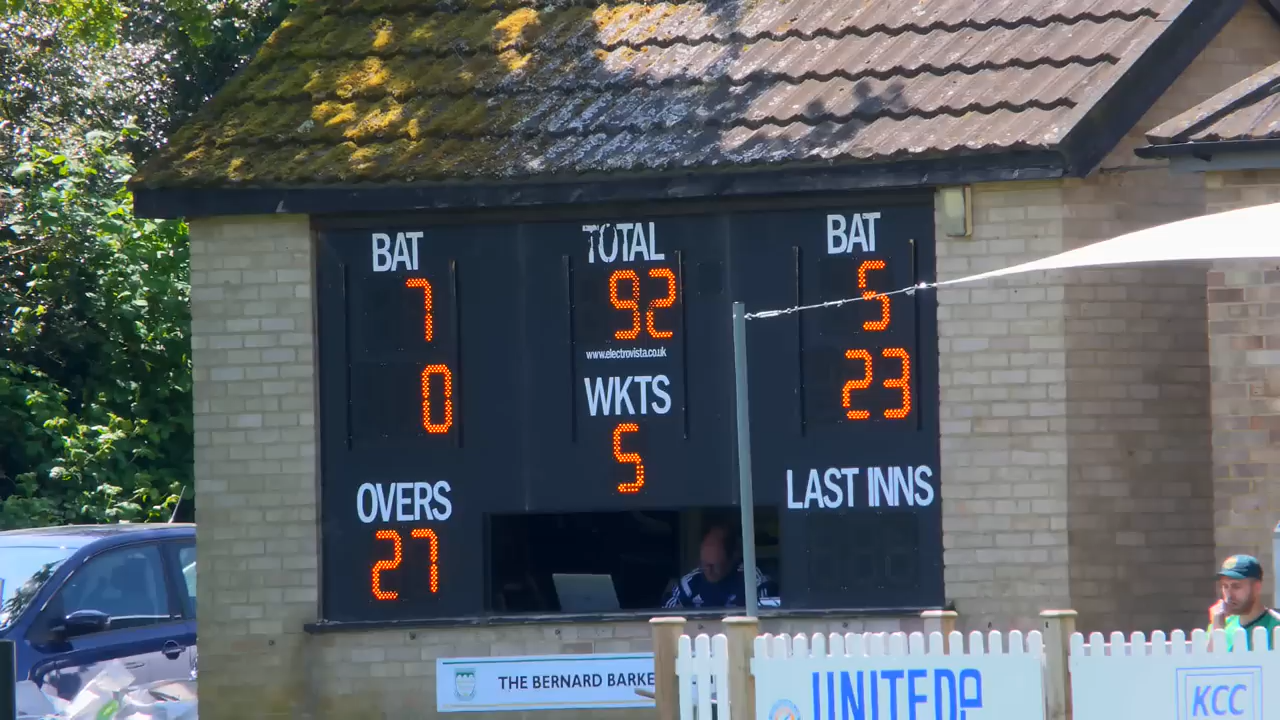 BAT TOTAL BAT
7 92 5
www.electrovista.co.uk
0 WKTS 23
5
OVERS LAST INNS
27
THE BERNARD BARKE
UNITED
KCC